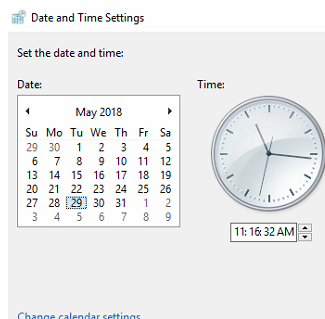 Date and Time Settings
Set the date and time:
Date:
Time:
May 2018
Su Mo Tu We Th Fr Sa
29 30 1 2 3 4 5
6 7 8 9 10 11 12
13 14 15 16 17 18 19
20 21 22 23 24 25 26
27 28 29 30 31 1 2
3 4 5 6 7 8 9
11:16:32 AM
Change calendar settings